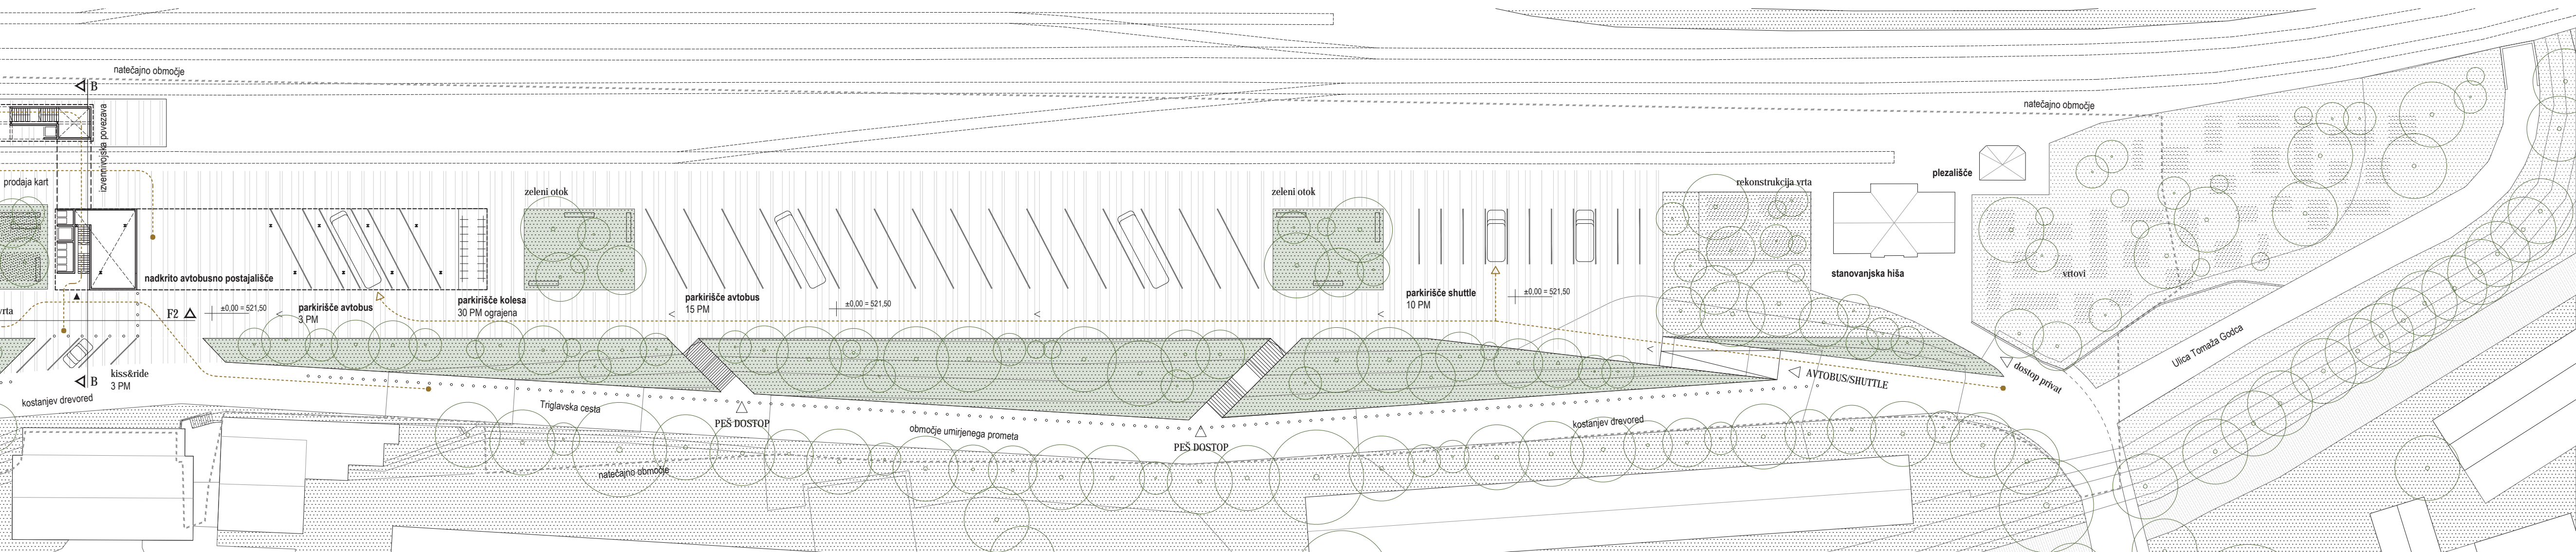 natečajno območje
B
natečajno območje
izvennivojska povezava
prodaja kart
zeleni otok
zeleni otok
rekonstrukcija vrta
plezališče
nadkrito avtobusno postajališče
stanovanjska hiša
vrtovi
vrta
F2
±0,00 = 521,50
parkirišče avtobus
3 PM
parkirišče kolesa
30 PM ograjena
parkirišče avtobus
15 PM
±0,00 = 521,50
parkirišče shuttle
10 PM
±0,00 = 521,50
Ulica Tomaža Godca
B
kiss&ride
3 PM
AVTOBUS/SHUTTLE
dostop privat
kostanjev drevored
Triglavska cesta
PEŠ DOSTOP
območje umirjenega prometa
PEŠ DOSTOP
kostanjev drevored
natečajno območje